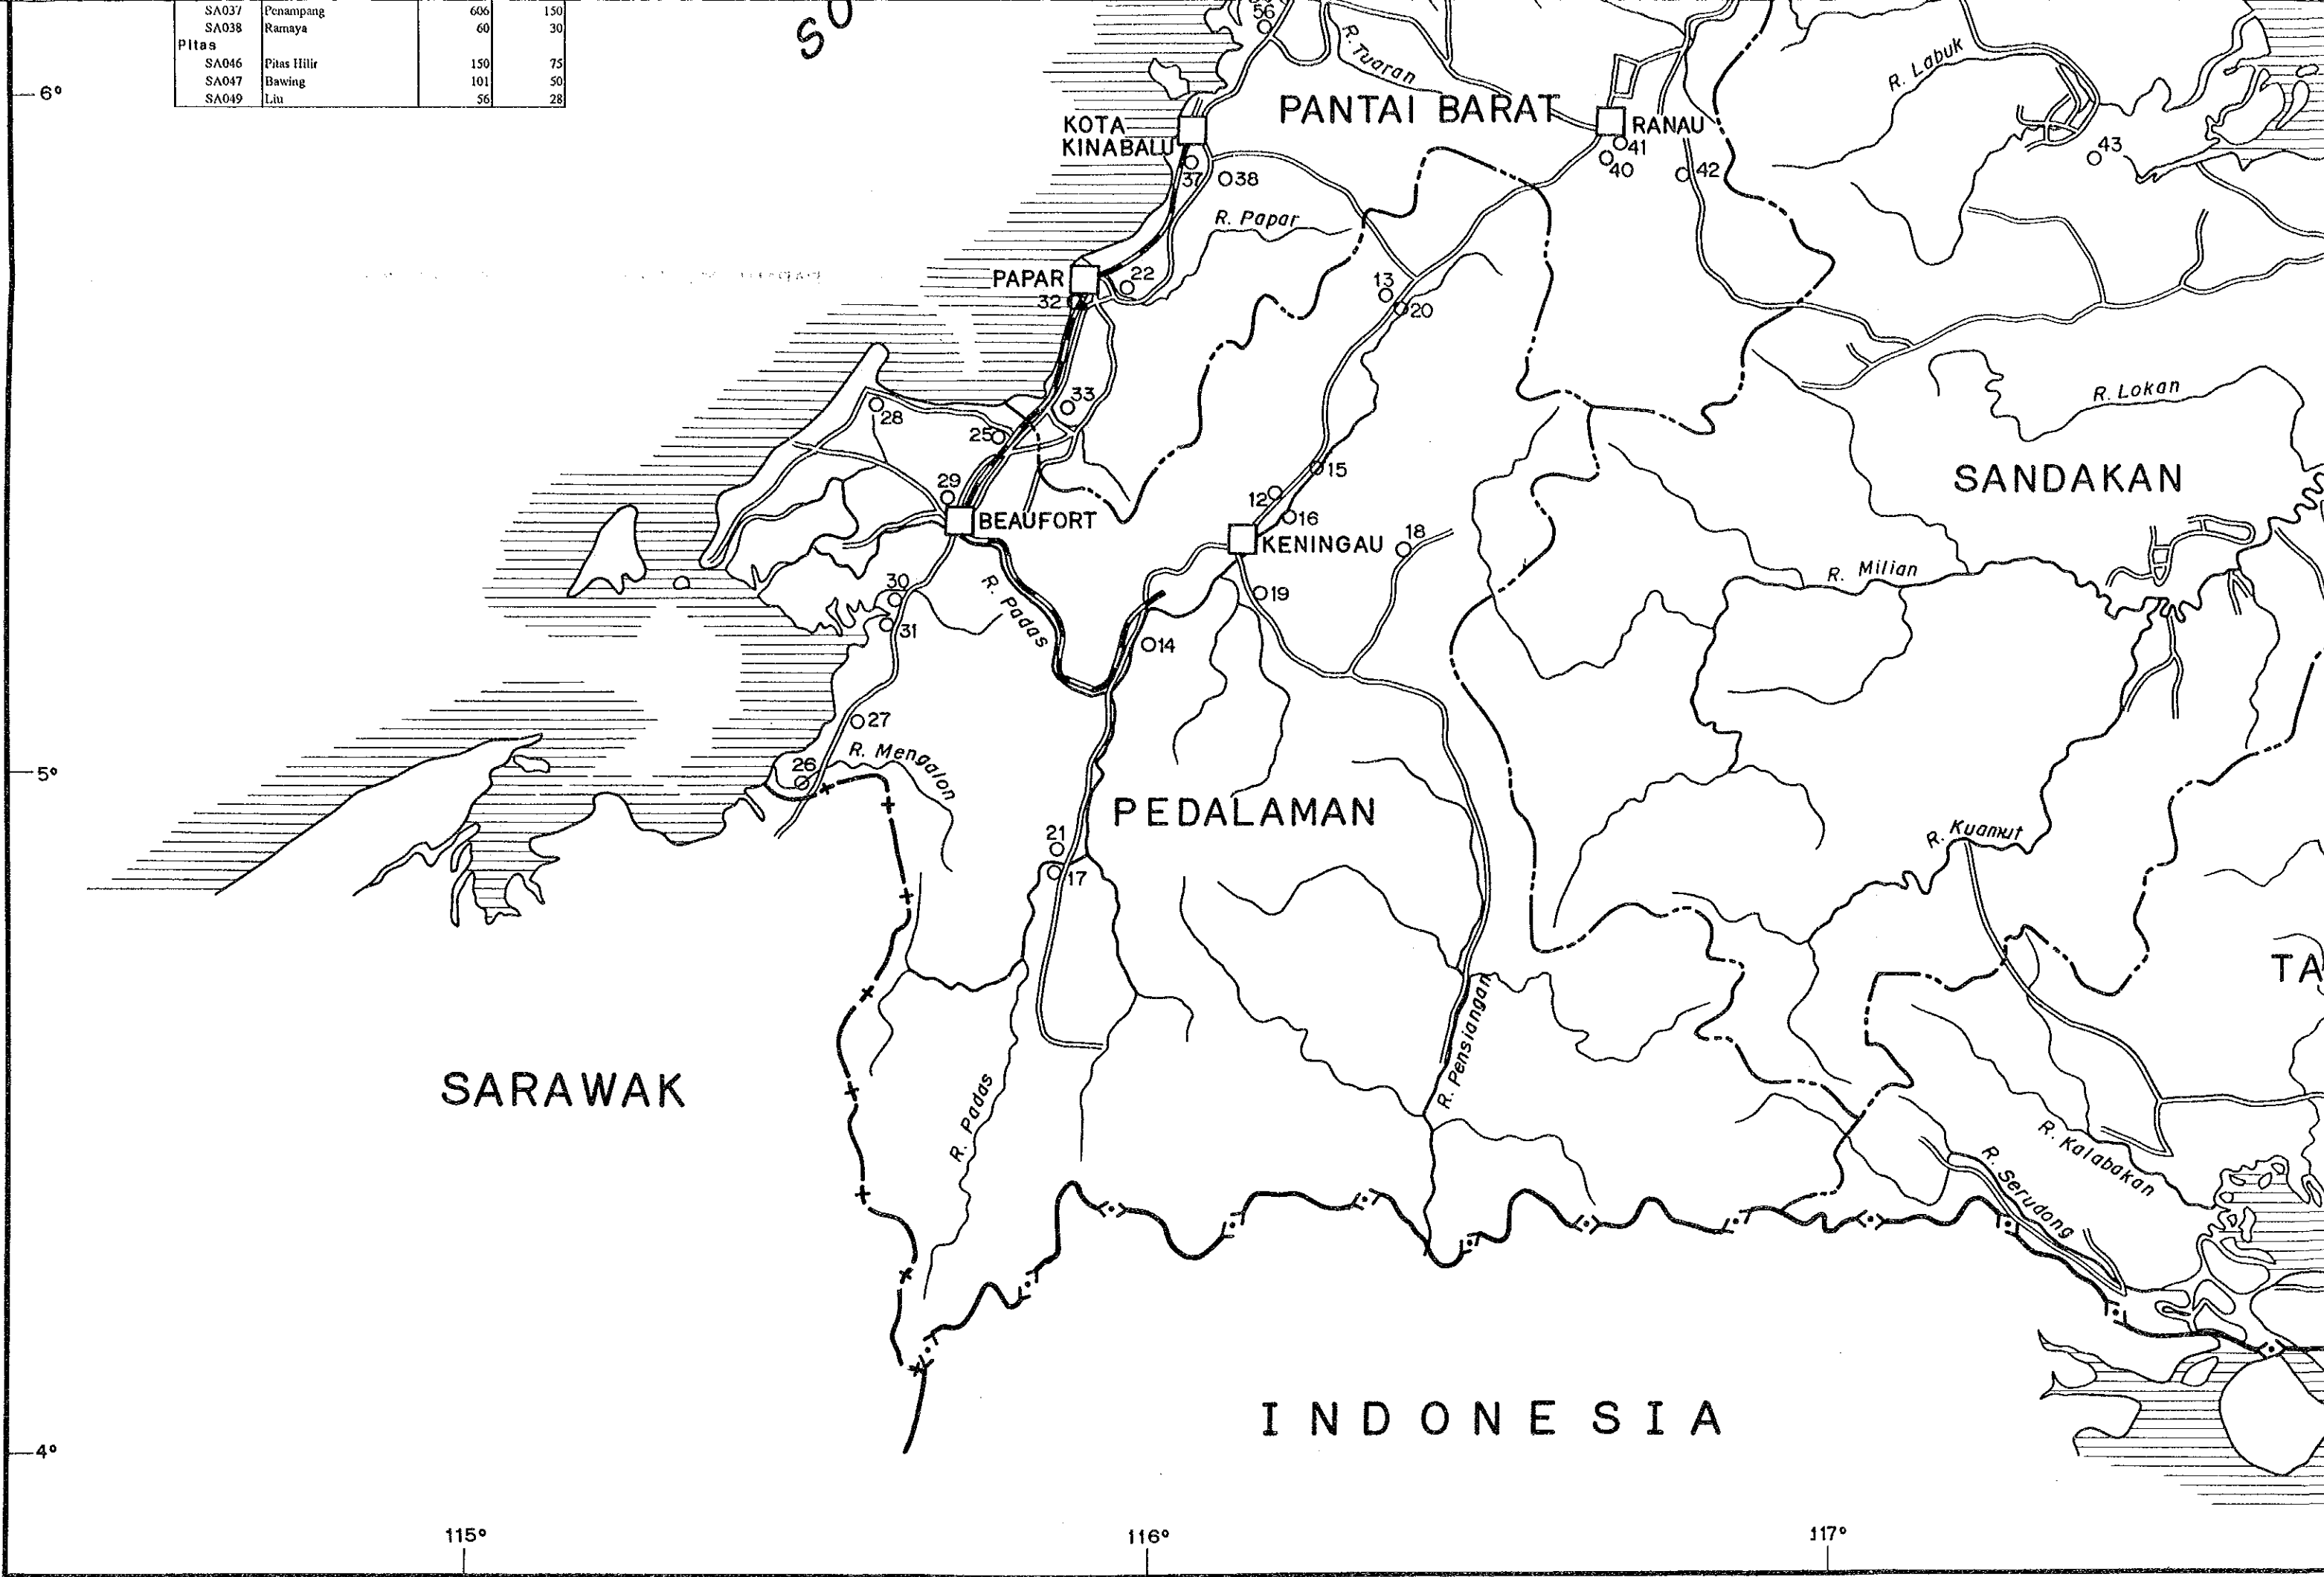 SA037 Penampang 606 150
SA038 Ramaya 60 30
Pitas
SA046 Pitas Hilir 150 75
SA047 Bawing 101 50
SA049 Liu 56 28
SO
56
R. Tuaran
R. Labuk
6°
PANTAI BARAT
KOTA
KINABALU
RANAU
41
40
42
43
37
38
R. Papar
PAPAR
22
32
13
20
33
28
25
R. Lokan
15
SANDAKAN
29
12
BEAUFORT
16
18
KENINGAU
R. Milian
30
R. Padas
19
31
14
27
R. Mengalon
5°
26
PEDALAMAN
21
R. Kuamut
17
TA
R. Pensiangan
SARAWAK
R. Padas
R. Kalabakan
R. Serudong
INDONESIA
4°
115°
116°
117°